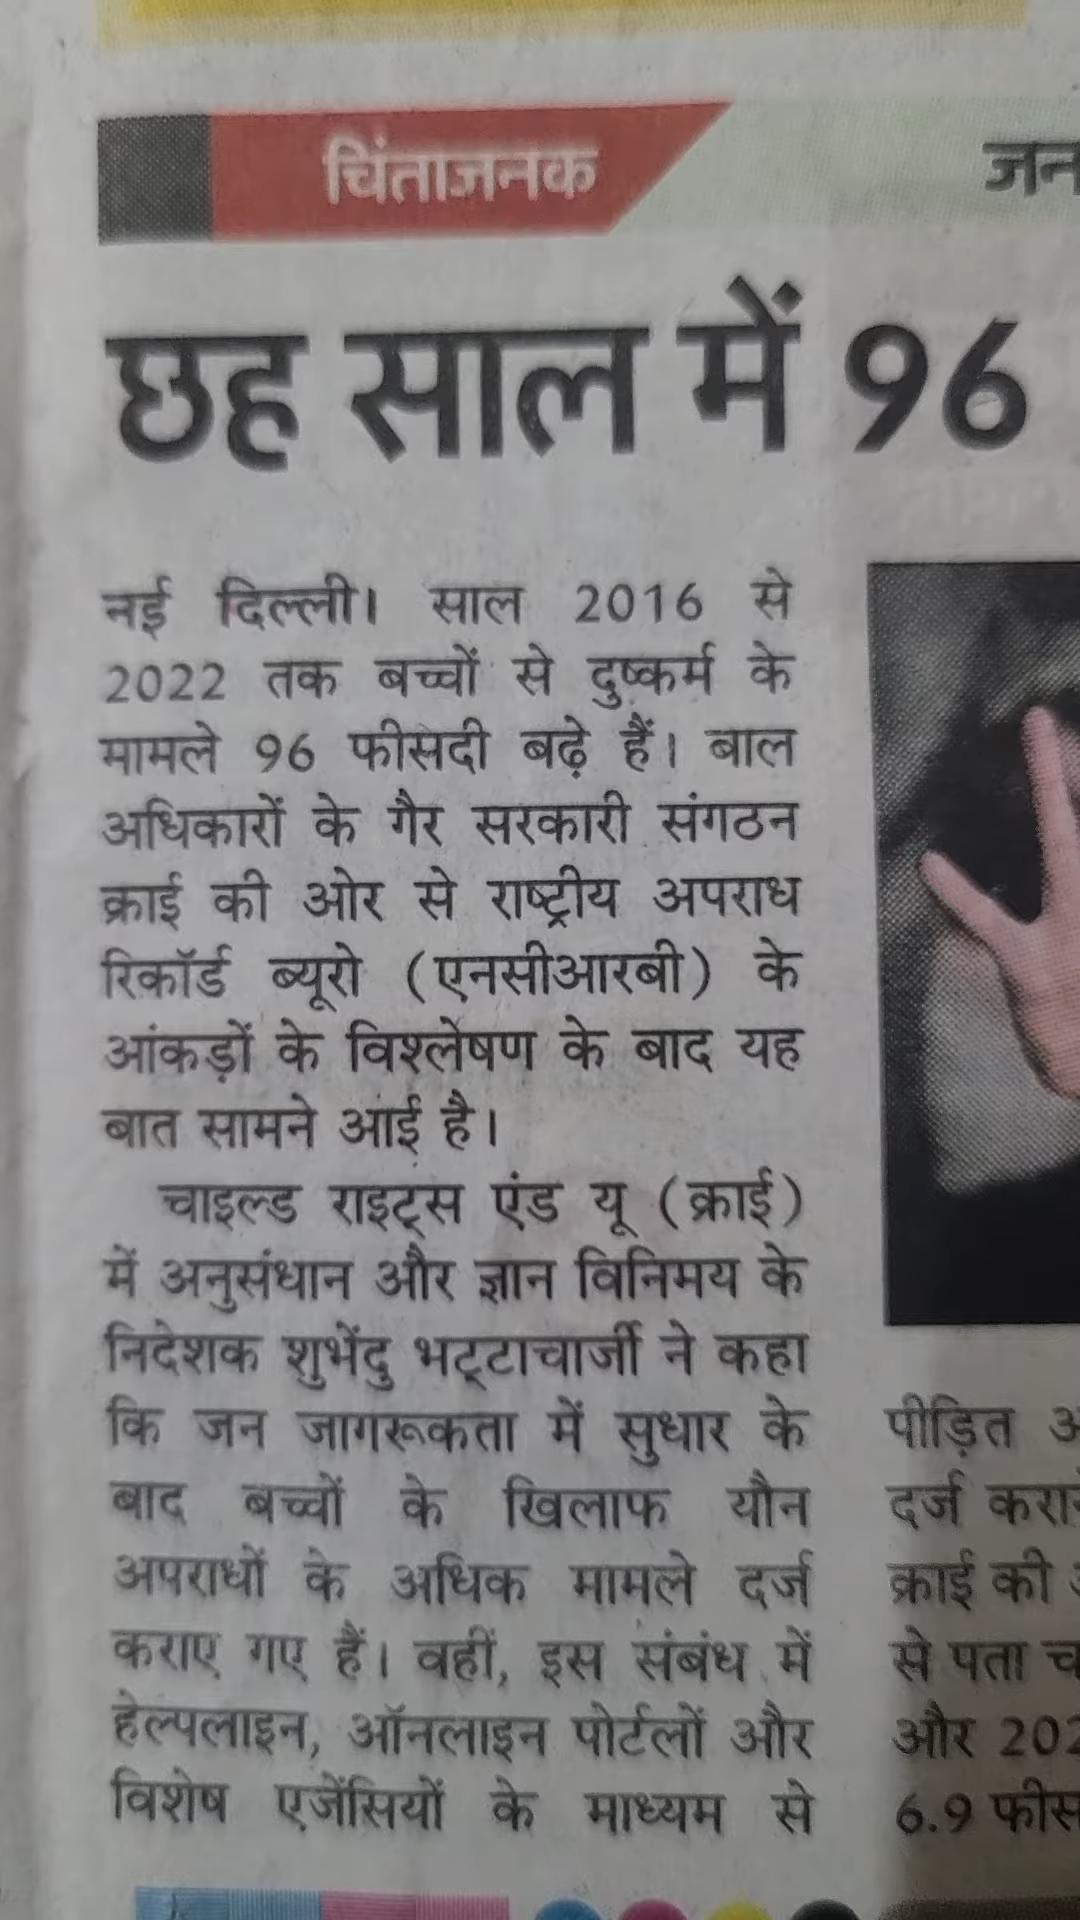 चिंताजनक
छह साल में 96
नई दिल्ली। साल 2016 से
2022 तक बच्चों से दुष्कर्म के
मामले 96 फीसदी बढ़े हैं। बाल
अधिकारों के गैर सरकारी संगठन
क्राई की ओर से राष्ट्रीय अपराध
रिकॉर्ड ब्यूरो (एनसीआरबी) के
आंकड़ों के विश्लेषण के बाद यह
बात सामने आई है।
चाइल्ड राइट्स एंड यू (क्राई)
में अनुसंधान और ज्ञान विनिमय के
निदेशक शुभेंदु भट्टाचार्जी ने कहा
कि जन जागरूकता में सुधार के
बाद बच्चों के खिलाफ यौन
अपराधों के अधिक मामले दर्ज
कराए गए हैं। वहीं, इस संबंध में
हेल्पलाइन, ऑनलाइन पोर्टलों और
विशेष एजेंसियों के माध्यम से
पीड़ित
दर्ज
क्राई की
से पता
और
6.9